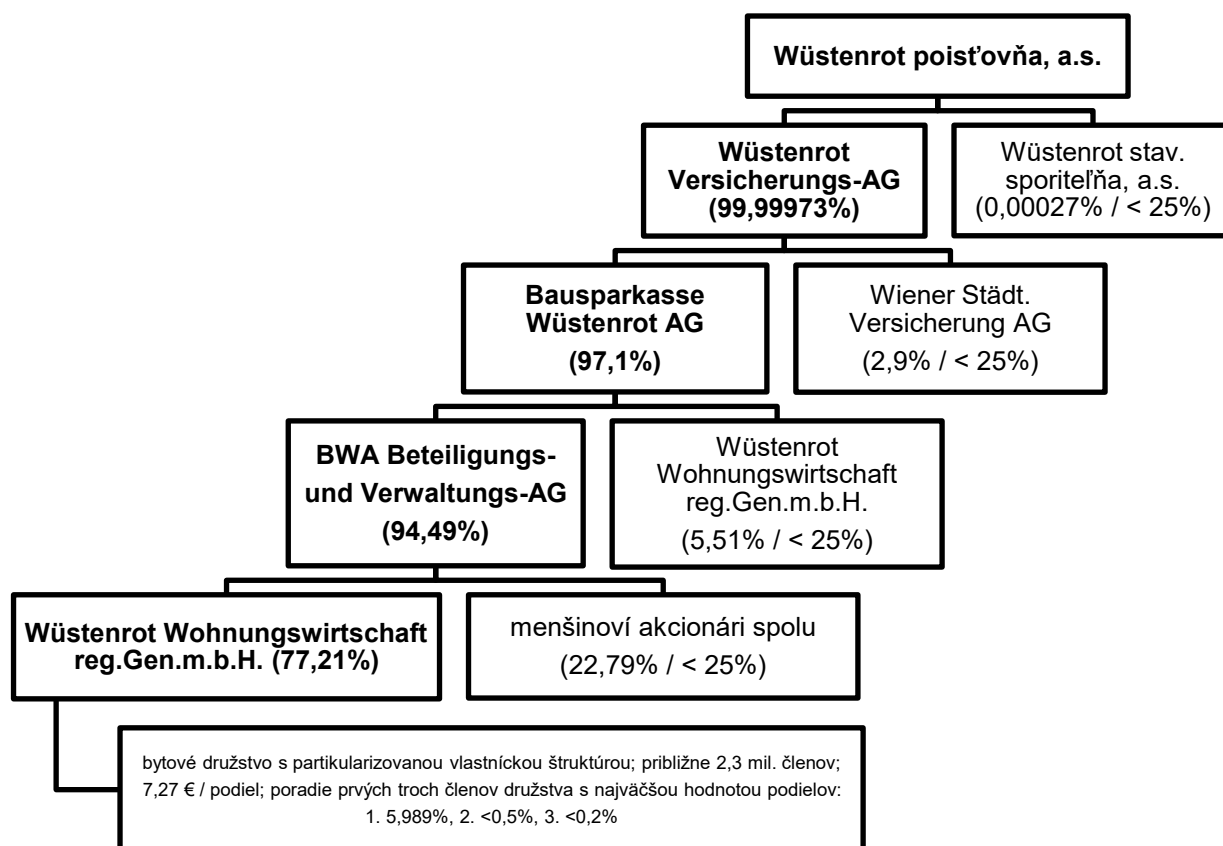 Wüstenrot poisťovňa, a.s.
Wüstenrot
Versicherungs-AG
(99,99973%)
Wüstenrot stav.
sporiteľňa, a.s.
(0,00027% / < 25%)
Bausparkasse
Wüstenrot AG
(97,1%)
Wiener Städt.
Versicherung AG
(2,9% / < 25%)
BWA Beteiligungs-
und Verwaltungs-AG
(94,49%)
Wüstenrot
Wohnungswirtschaft
reg.Gen.m.b.H.
(5,51% / < 25%)
Wüstenrot Wohnungswirtschaft
reg.Gen.m.b.H. (77,21%)
menšinoví akcionári spolu
(22,79% / < 25%)
bytové družstvo s partikularizovanou vlastníckou štruktúrou; približne 2,3 mil. členov;
7,27 € / podiel; poradie prvých troch členov družstva s najväčšou hodnotou podielov:
1. 5,989%, 2. <0,5%, 3. <0,2%